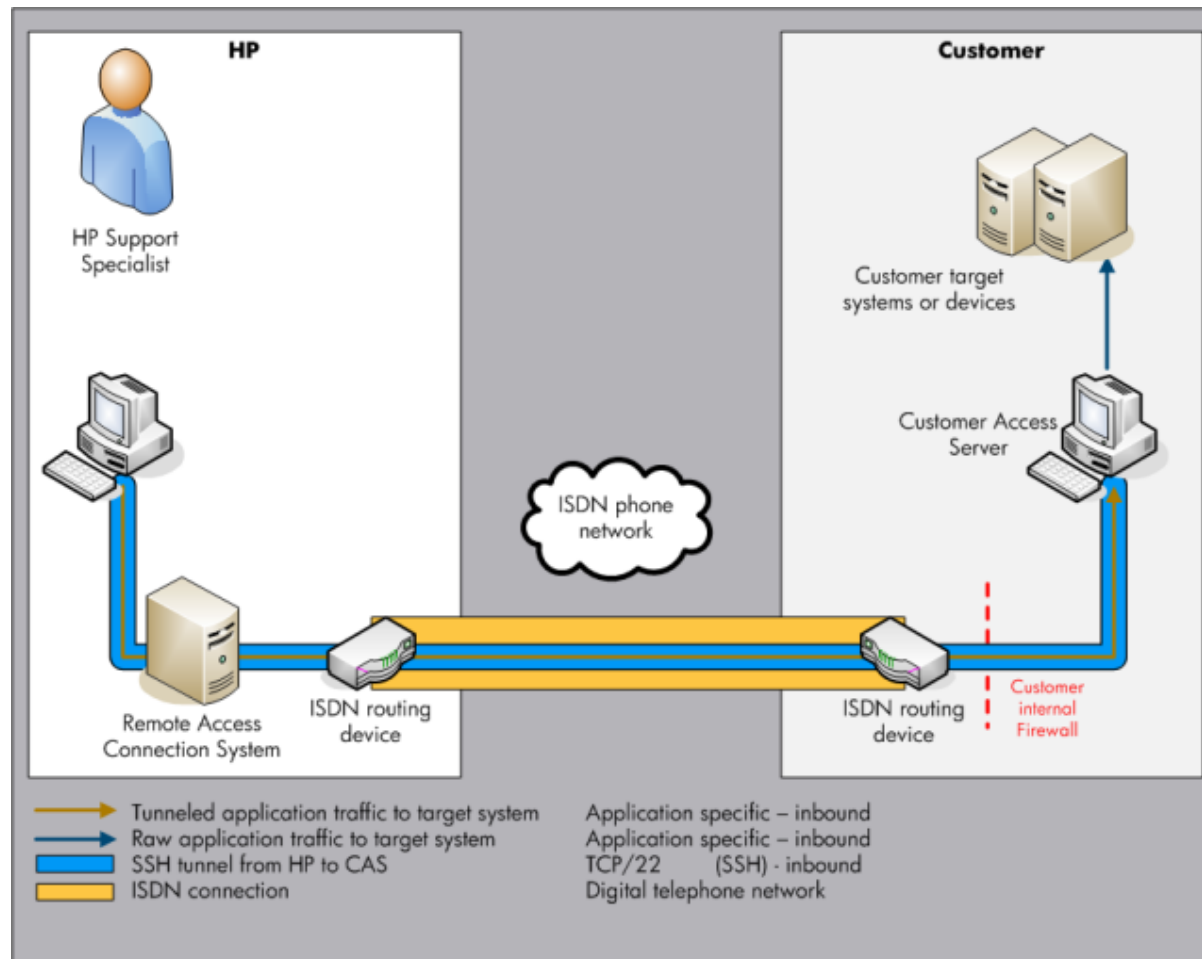 HP
Customer
HP Support
Specialist
Customer target
systems or devices
Customer Access
Server
ISDN phone
network
Remote Access
Connection System
ISDN routing
device
ISDN routing
device
Customer
internal
Firewall
Tunneled application traffic to target system Application specific – inbound
Raw application traffic to target system Application specific – inbound
SSH tunnel from HP to CAS TCP/22 (SSH) - inbound
ISDN connection Digital telephone network